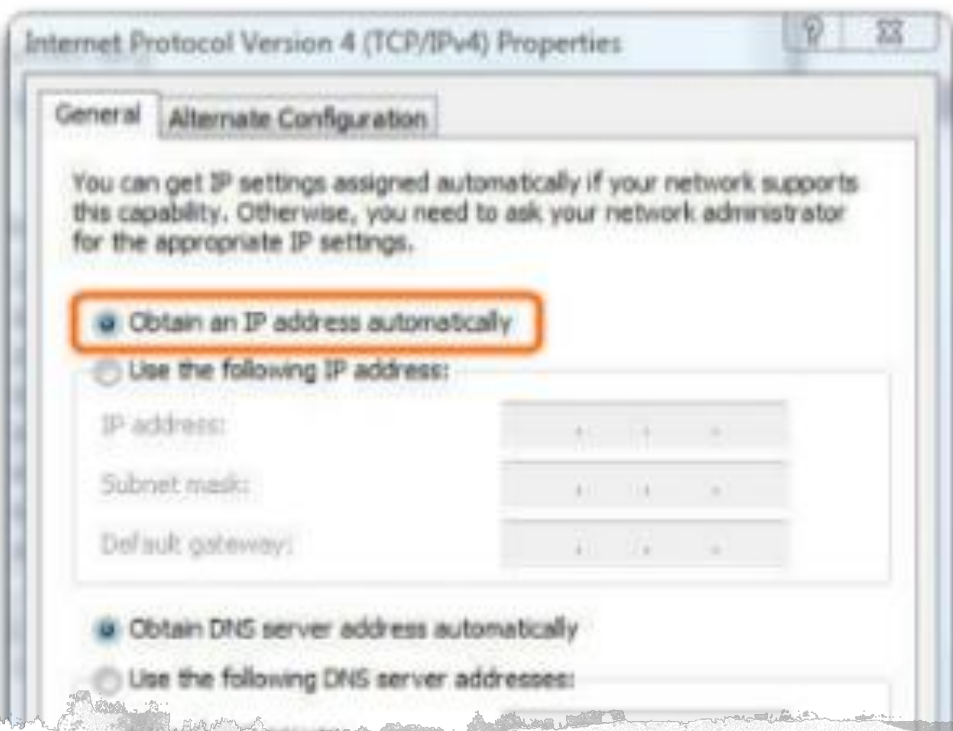 Internet Protocol Version 4 (TCP/IPv4) Properties
General
Alternate Configuration
You can get IP settings assigned automatically if your network supports
this capability. Otherwise, you need to ask your network administrator
for the appropriate IP settings.
Obtain an IP address automatically
Use the following IP address:
IP address:
Subnet mask:
Default gateway:
Obtain DNS server address automatically
Use the following DNS server addresses: